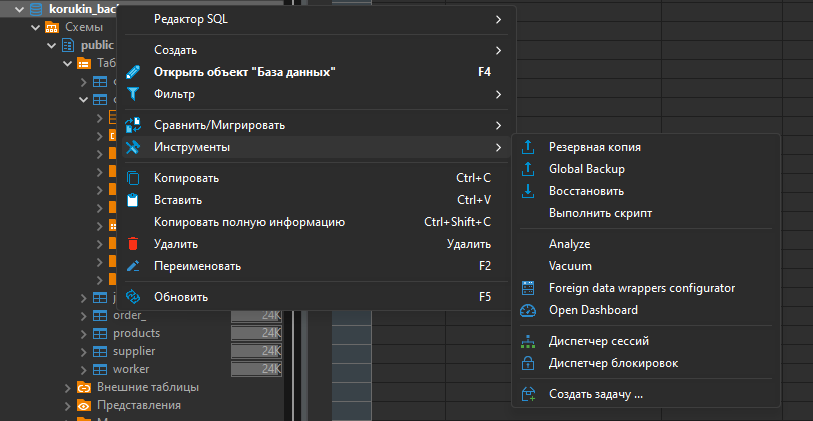 korukin_bac
Схемы
public
Таб
order_ 24K
products 24K
supplier 24K
worker 24K
Внешние таблицы
Представления
Редактор SQL
Создать
Открыть объект "База данных" F4
Фильтр
Сравнить/Мигрировать
Инструменты
Копировать Ctrl+C
Вставить Ctrl+V
Копировать полную информацию Ctrl+Shift+C
Удалить Удалить
Переименовать F2
Обновить F5
Резервная копия
Global Backup
Восстановить
Выполнить скрипт
Analyze
Vacuum
Foreign data wrappers configurator
Open Dashboard
Диспетчер сессий
Диспетчер блокировок
Создать задачу ...